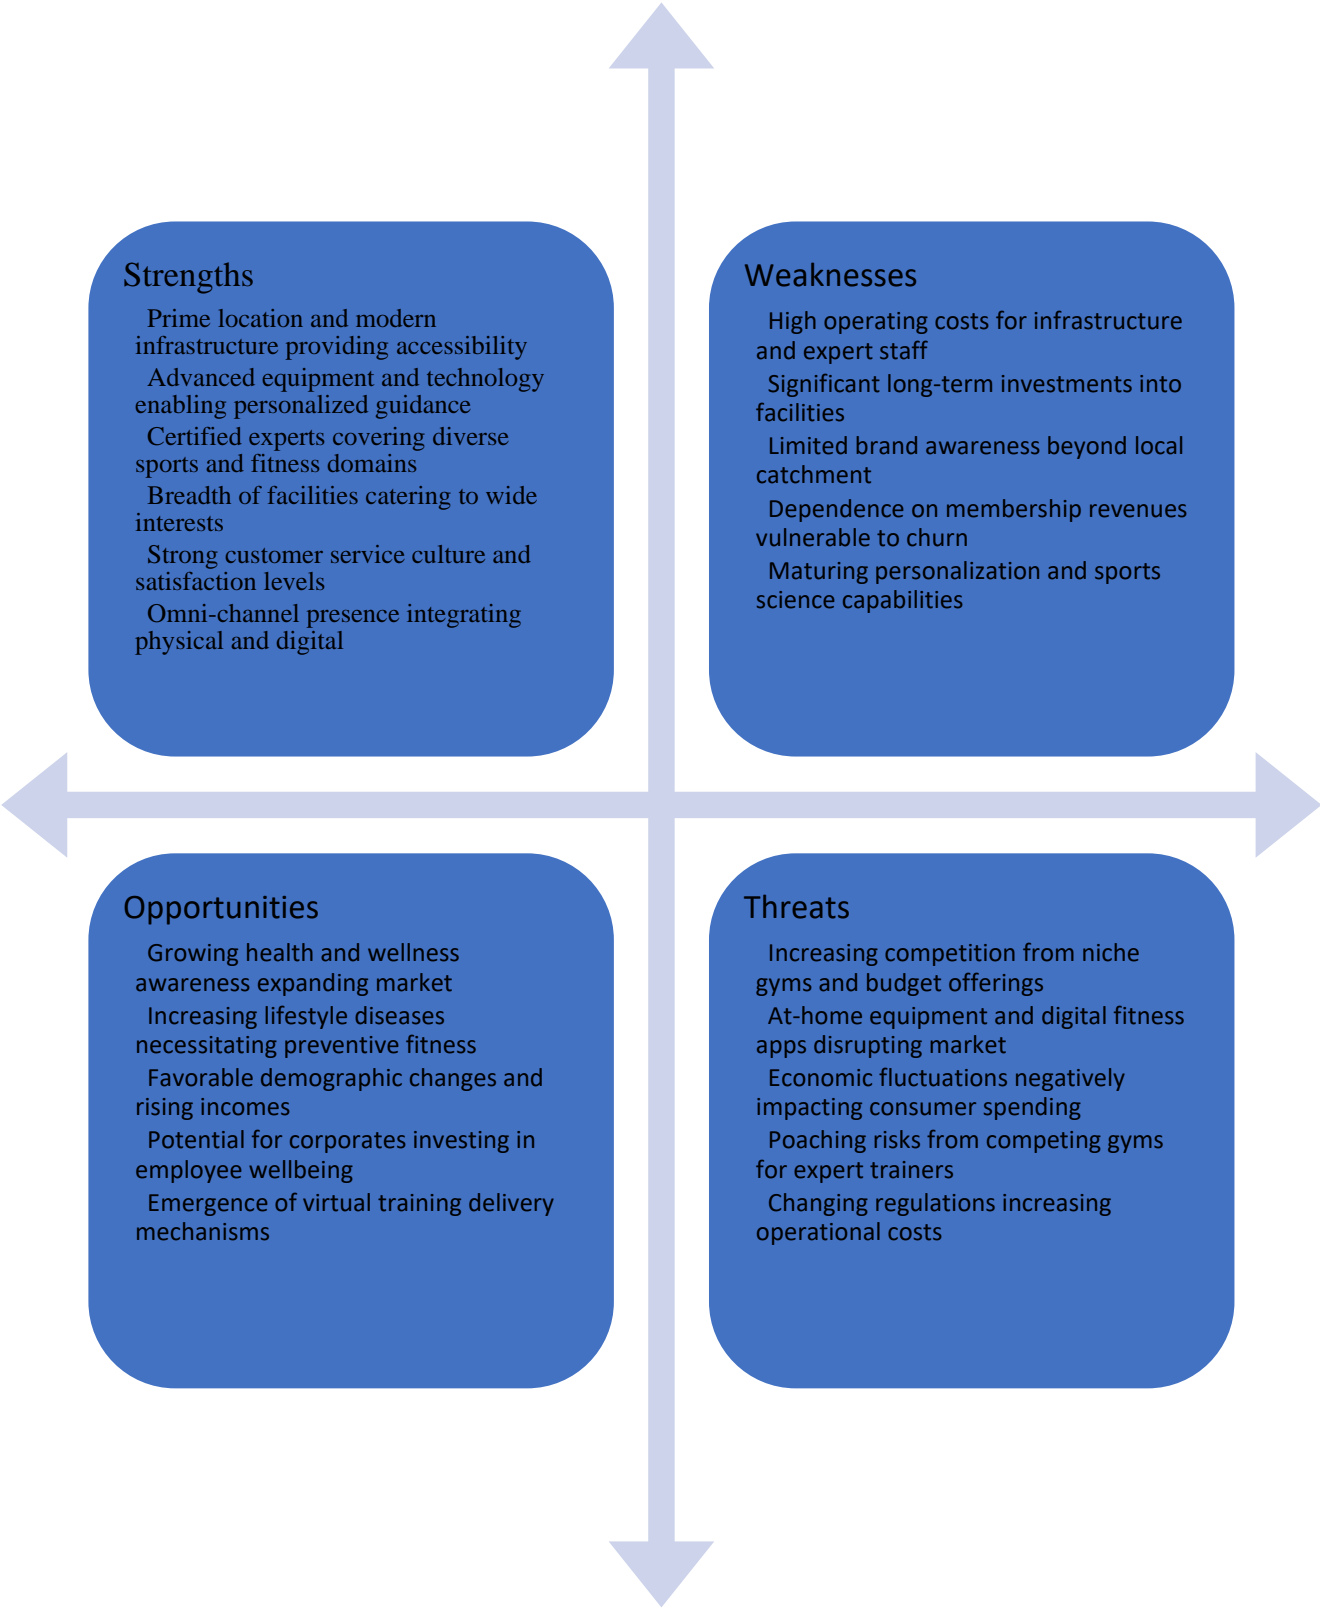 Strengths
Prime location and modern
infrastructure providing accessibility
Advanced equipment and technology
enabling personalized guidance
Certified experts covering diverse
sports and fitness domains
Breadth of facilities catering to wide
interests
Strong customer service culture and
satisfaction levels
Omni-channel presence integrating
physical and digital
Weaknesses
High operating costs for infrastructure
and expert staff
Significant long-term investments into
facilities
Limited brand awareness beyond local
catchment
Dependence on membership revenues
vulnerable to churn
Maturing personalization and sports
science capabilities
Opportunities
Growing health and wellness
awareness expanding market
Increasing lifestyle diseases
necessitating preventive fitness
Favorable demographic changes and
rising incomes
Potential for corporates investing in
employee wellbeing
Emergence of virtual training delivery
mechanisms
Threats
Increasing competition from niche
gyms and budget offerings
At-home equipment and digital fitness
apps disrupting market
Economic fluctuations negatively
impacting consumer spending
Poaching risks from competing gyms
for expert trainers
Changing regulations increasing
operational costs